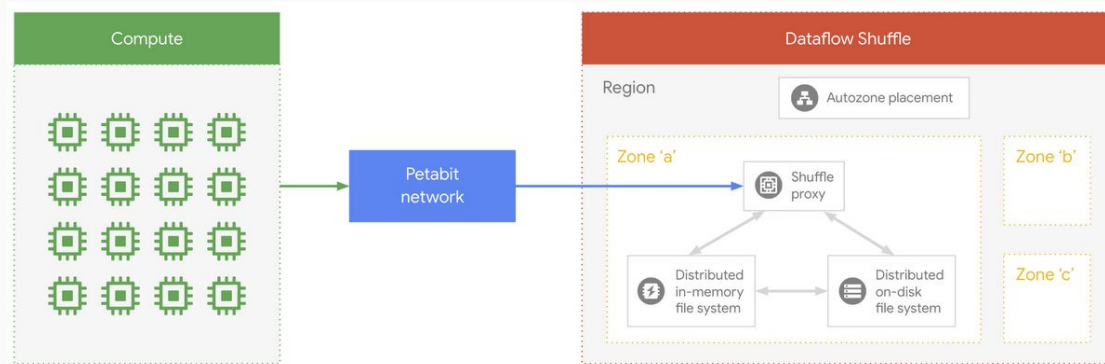 Compute
Dataflow Shuffle
Region
Autozone placement
Zone ‘a’
Zone ‘b’
Petabit
network
Shuffle
proxy
Zone ‘c’
Distributed
in-memory
file system
Distributed
on-disk
file system